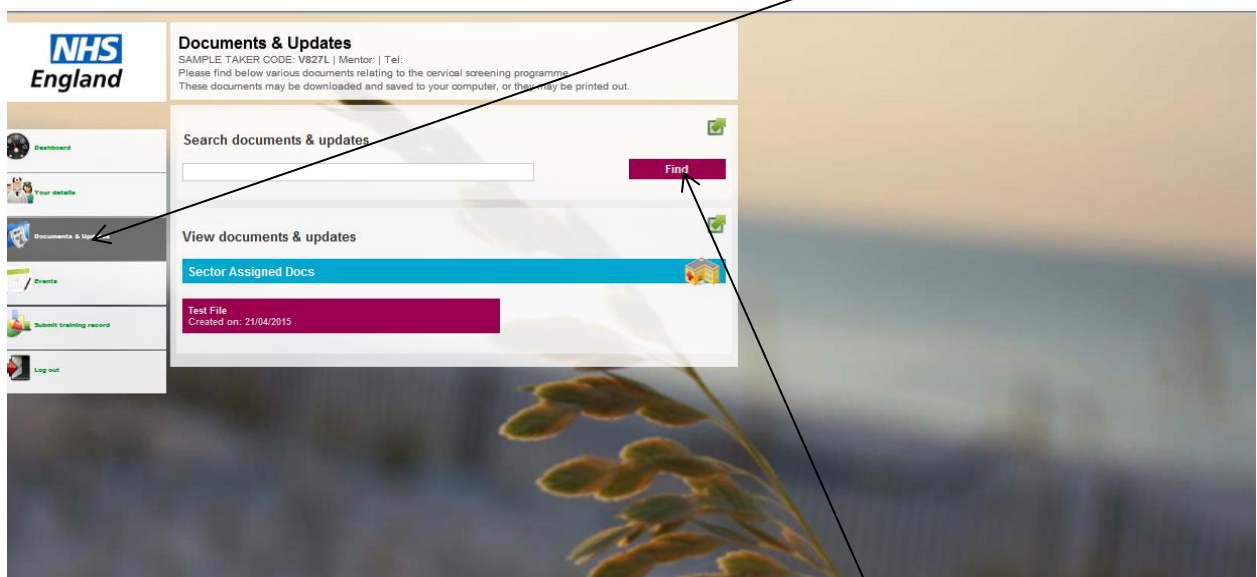 NHS
England
Documents & Updates
SAMPLE TAKER CODE: V827L | Mentor: | Tel:
Please find below various documents relating to the cervical screening programme.
These documents may be downloaded and saved to your computer, or they may be printed out.
Dashboard
Your details
Documents & Updates
Events
Submit training record
Log out
Search documents & updates
Find
View documents & updates
Sector Assigned Docs
Test File
Created on: 21/04/2015